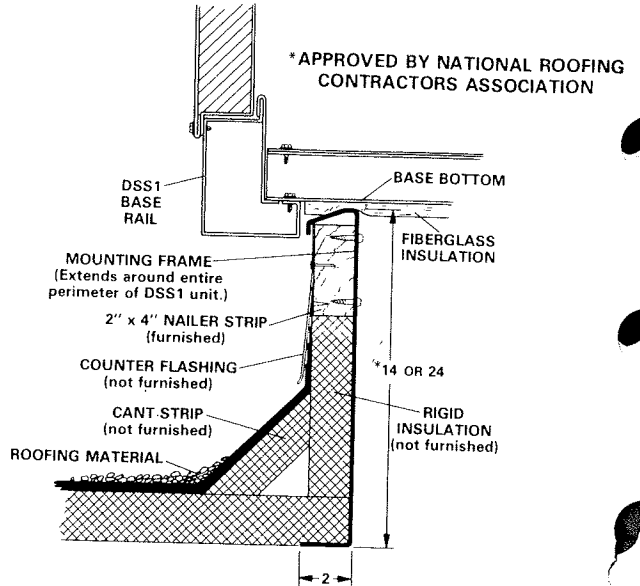 *APPROVED BY NATIONAL ROOFING
CONTRACTORS ASSOCIATION
DSS1
BASE
RAIL
BASE BOTTOM
FIBERGLASS
INSULATION
MOUNTING FRAME
(Extends around entire
perimeter of DSS1 unit.)
2" x 4" NAILER STRIP
(furnished)
COUNTER FLASHING
(not furnished)
*14 OR 24
CANT STRIP
(not furnished)
RIGID
INSULATION
(not furnished)
ROOFING MATERIAL
2